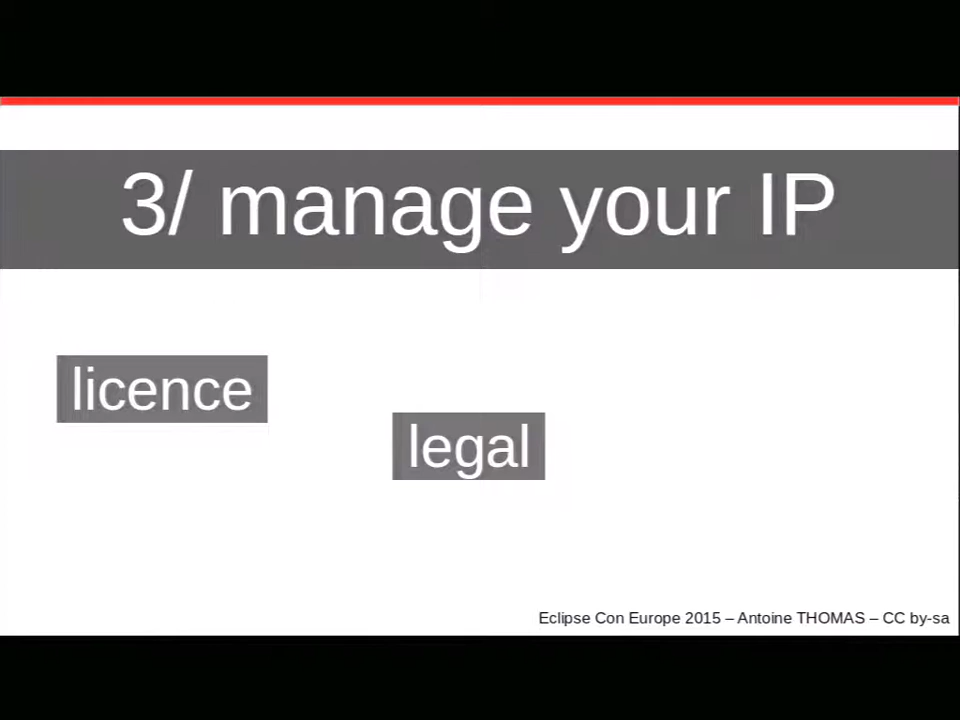 3/ manage your IP
licence
legal
Eclipse Con Europe 2015 – Antoine THOMAS – CC by-sa